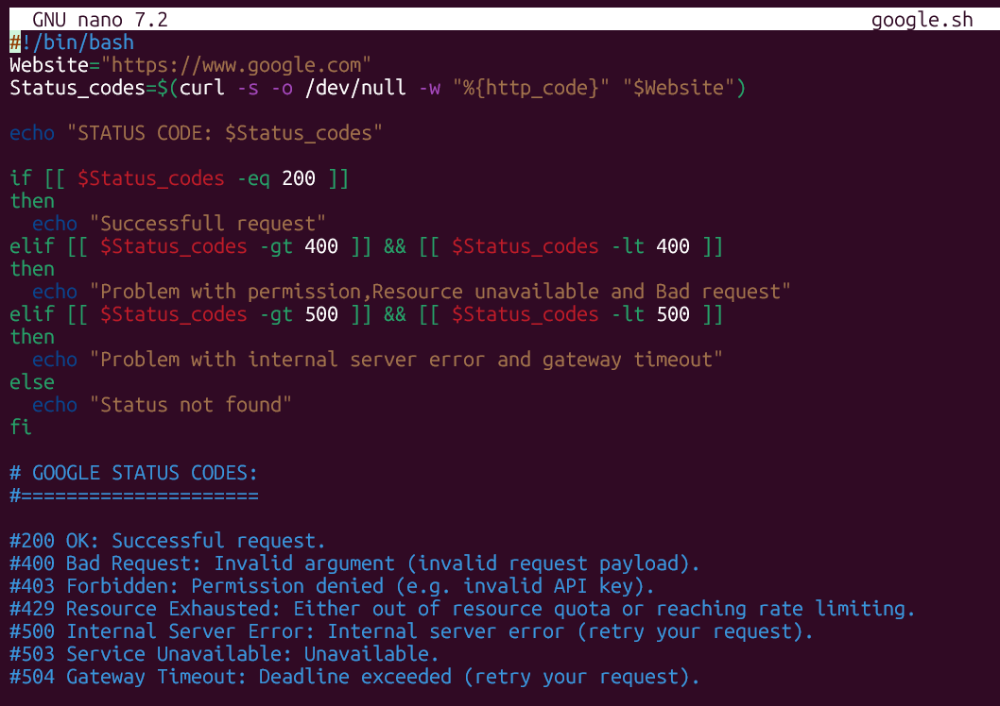 GNU nano 7.2 google.sh
#!/bin/bash
Website="https://www.google.com"
Status_codes=$(curl -s -o /dev/null -w "%{http_code}" "$Website")

echo "STATUS CODE: $Status_codes"

if [[ $Status_codes -eq 200 ]]
then
  echo "Successfull request"
elif [[ $Status_codes -gt 400 ]] && [[ $Status_codes -lt 400 ]]
then
  echo "Problem with permission,Resource unavailable and Bad request"
elif [[ $Status_codes -gt 500 ]] && [[ $Status_codes -lt 500 ]]
then
  echo "Problem with internal server error and gateway timeout"
else
  echo "Status not found"
fi

# GOOGLE STATUS CODES:
#=====================

#200 OK: Successful request.
#400 Bad Request: Invalid argument (invalid request payload).
#403 Forbidden: Permission denied (e.g. invalid API key).
#429 Resource Exhausted: Either out of resource quota or reaching rate limiting.
#500 Internal Server Error: Internal server error (retry your request).
#503 Service Unavailable: Unavailable.
#504 Gateway Timeout: Deadline exceeded (retry your request).